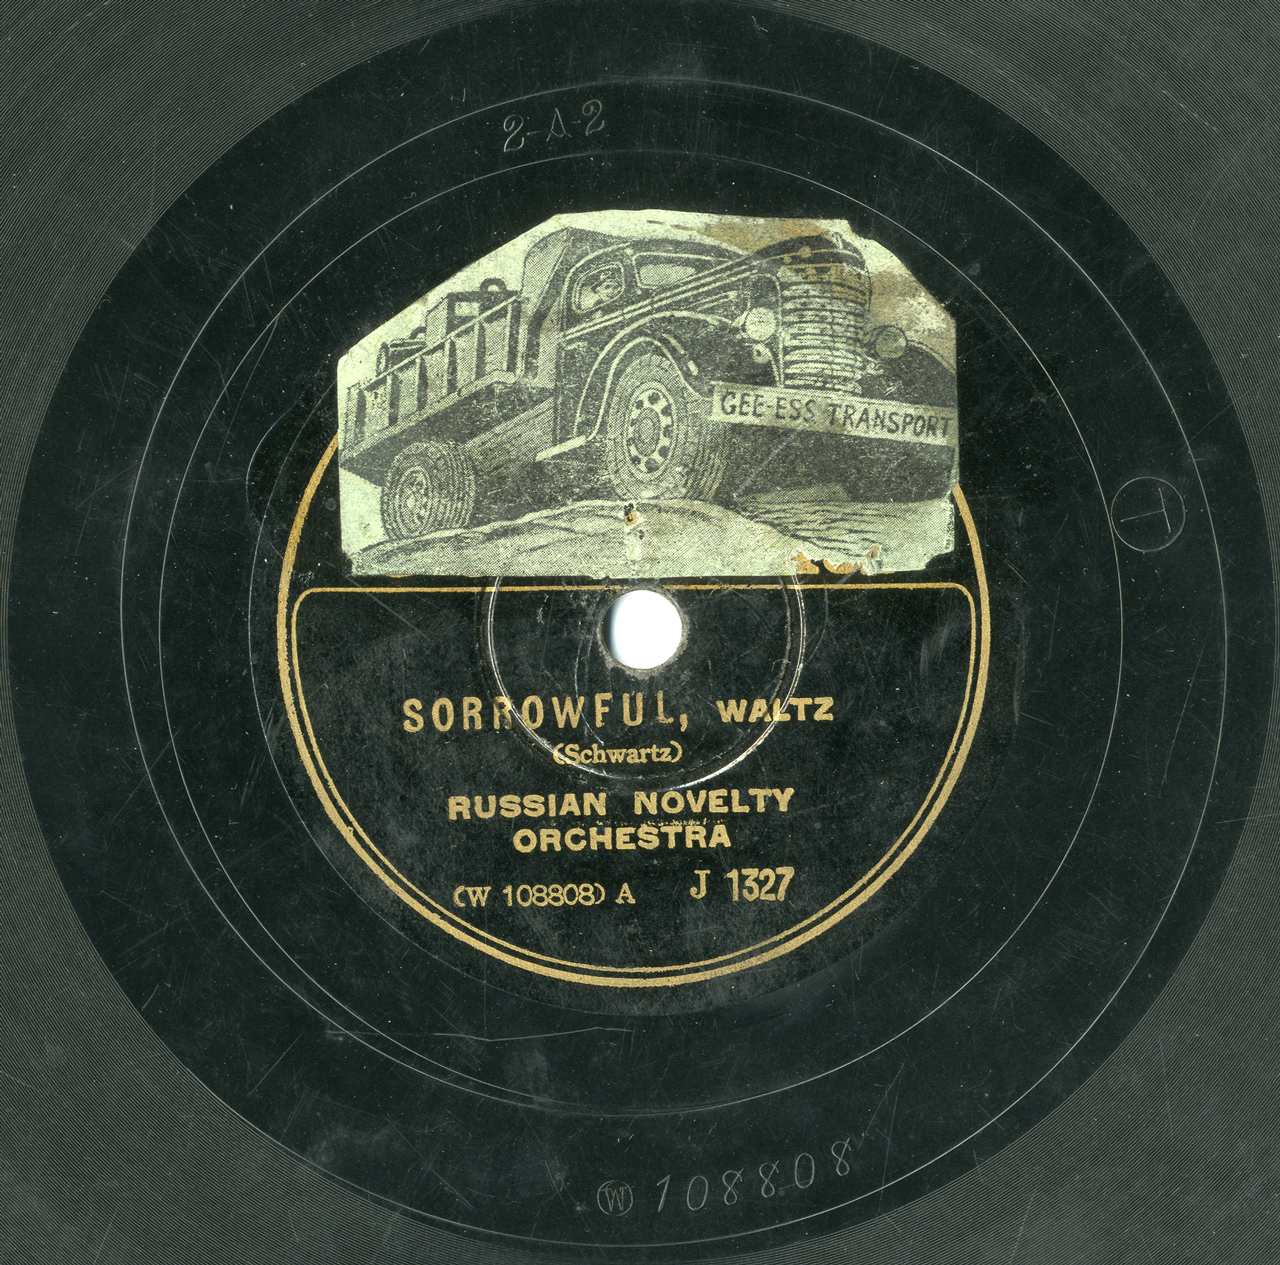 2-A-2
GEE-ESS TRANSPORT
T
SORROWFUL, WALTZ
(Schwartz)
RUSSIAN NOVELTY
ORCHESTRA
(W 108808) A J 1327
W 108808